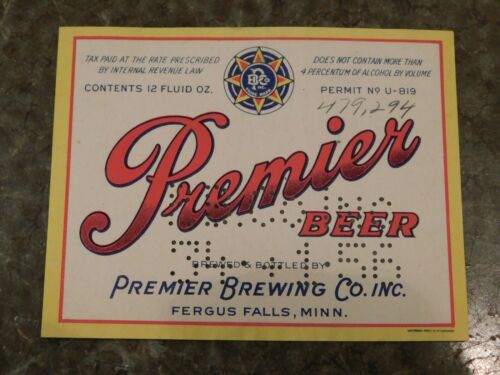 TAX PAID AT THE RATE PRESCRIBED
BY INTERNAL REVENUE LAW
CONTENTS 12 FLUID OZ.
DOES NOT CONTAIN MORE THAN
4 PERCENTUM OF ALCOHOL BY VOLUME
PERMIT Nº U-819
479,294
Premier
BEER
BREWED & BOTTLED BY
PREMIER BREWING CO. INC.
FERGUS FALLS, MINN.